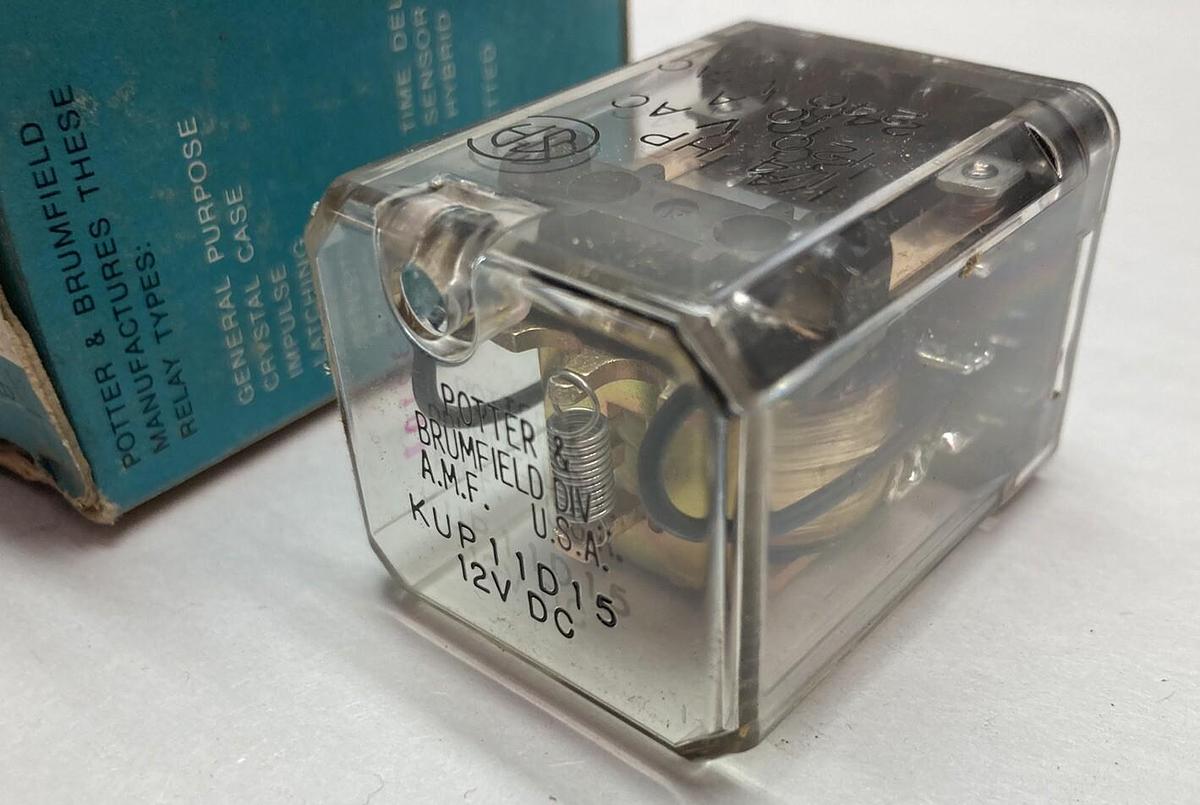 POTTER & BRUMFIELD
MANUFACTURES THESE
RELAY TYPES:
GENERAL PURPOSE
CRYSTAL CASE
IMPULSE
LATCHING
TIME DEL
SENSOR
HYBRID
POTTER &
BRUMFIELD DIV.
A.M.F. U.S.A.
KUP11D15
12V DC